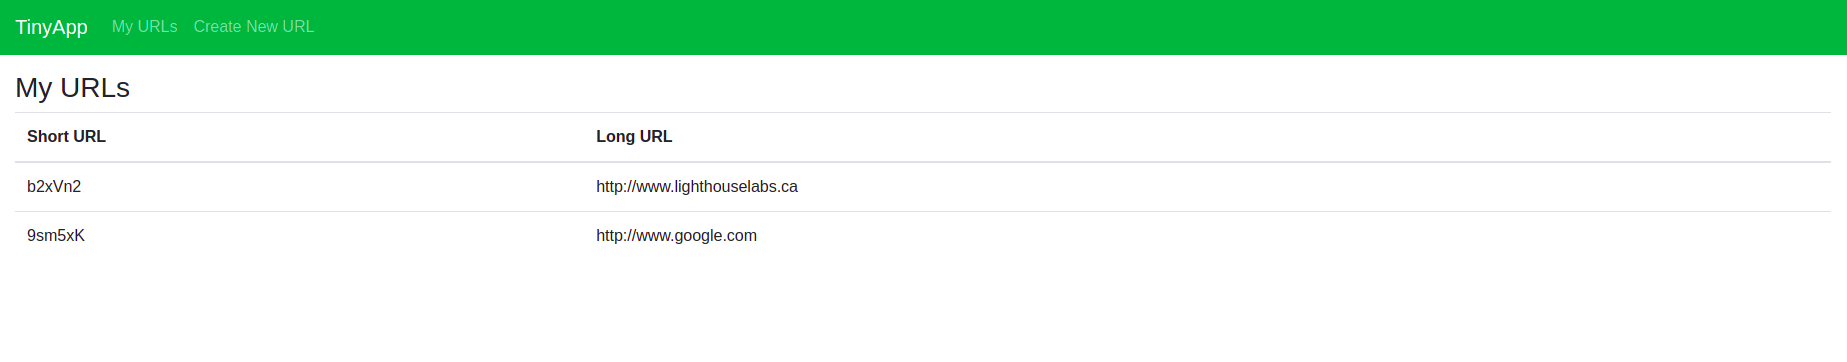 TinyApp My URLs Create New URL
My URLs
Short URL Long URL
b2xVn2 http://www.lighthouselabs.ca
9sm5xK http://www.google.com